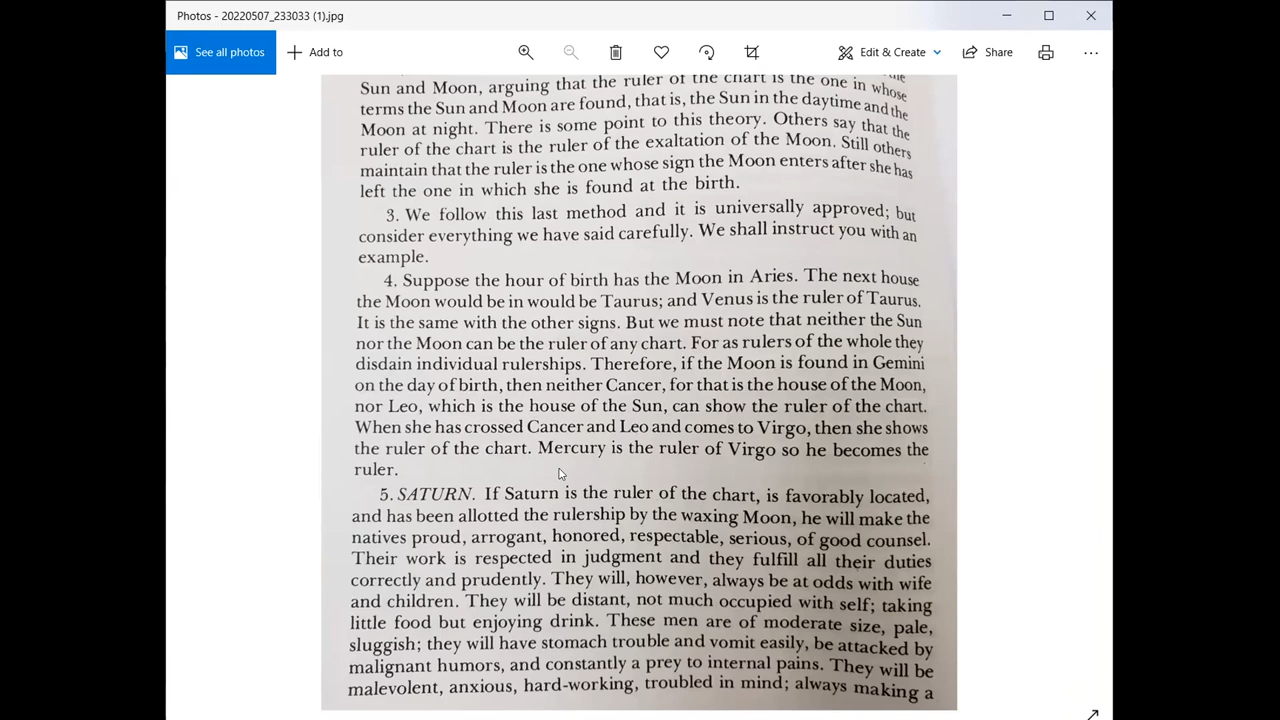 Photos - 20220507_233033 (1).jpg
See all photos
Add to
Edit & Create
Share
the
Sun and Moon, arguing that the ruler of the chart is the one in whose
terms the Sun and Moon are found, that is, the Sun in the daytime and the
Moon at night. There is some point to this theory. Others say that the
ruler of the chart is the ruler of the exaltation of the Moon. Still others
maintain that the ruler is the one whose sign the Moon enters after she has
left the one in which she is found at the birth.
3. We follow this last method and it is universally approved; but
consider everything we have said carefully. We shall instruct you with an
example.
4. Suppose the hour of birth has the Moon in Aries. The next house
the Moon would be in would be Taurus; and Venus is the ruler of Taurus.
It is the same with the other signs. But we must note that neither the Sun
nor the Moon can be the ruler of any chart. For as rulers of the whole they
disdain individual rulerships. Therefore, if the Moon is found in Gemini
on the day of birth, then neither Cancer, for that is the house of the Moon,
nor Leo, which is the house of the Sun, can show the ruler of the chart.
When she has crossed Cancer and Leo and comes to Virgo, then she shows
the ruler of the chart. Mercury is the ruler of Virgo so he becomes the
ruler.
5. SATURN. If Saturn is the ruler of the chart, is favorably located,
and has been allotted the rulership by the waxing Moon, he will make the
natives proud, arrogant, honored, respectable, serious, of good counsel.
Their work is respected in judgment and they fulfill all their duties
correctly and prudently. They will, however, always be at odds with wife
and children. They will be distant, not much occupied with self; taking
little food but enjoying drink. These men are of moderate size, pale,
sluggish; they will have stomach trouble and vomit easily, be attacked by
malignant humors, and constantly a prey to internal pains. They will be
malevolent, anxious, hard-working, troubled in mind; always making a